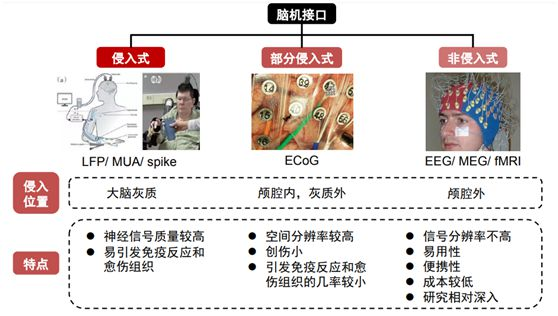 脑机接口
侵入式
部分侵入式
非侵入式
(a)
LFP/ MUA/ spike
ECoG
EEG/ MEG/ fMRI
侵入
位置
大脑灰质
颅腔内，灰质外
颅腔外
特点
● 神经信号质量较高
● 易引发免疫反应和
愈伤组织
● 空间分辨率较高
● 创伤小
● 引发免疫反应和愈
伤组织的几率较小
● 信号分辨率不高
● 易用性
● 便携性
● 成本较低
● 研究相对深入